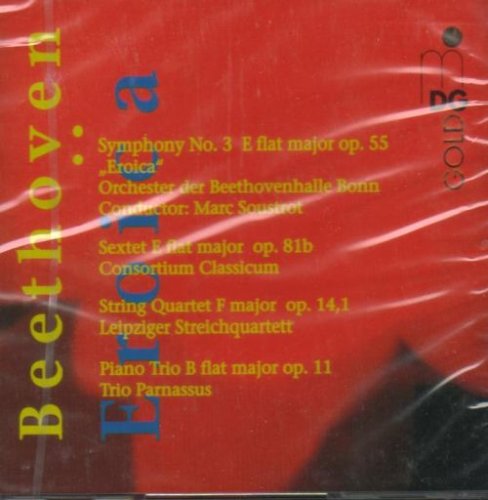 Beethoven
Eroica
Symphony No. 3 E flat major op. 55
„Eroica“
Orchester der Beethovenhalle Bonn
Conductor: Marc Soustrot
Sextet E flat major op. 81b
Consortium Classicum
String Quartet F major op. 14,1
Leipziger Streichquartett
Piano Trio B flat major op. 11
Trio Parnassus
MDG
GOLD